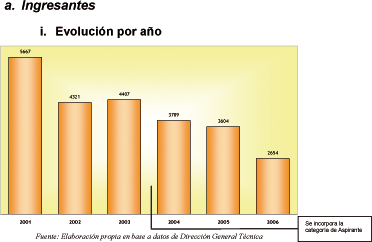 a. Ingresantes
i. Evolución por año
5667
4321
4407
3789
3604
2654
2001
2002
2003
2004
2005
2006
Se incorpora la
categoría de Aspirante
Fuente: Elaboración propia en base a datos de Dirección General Técnica